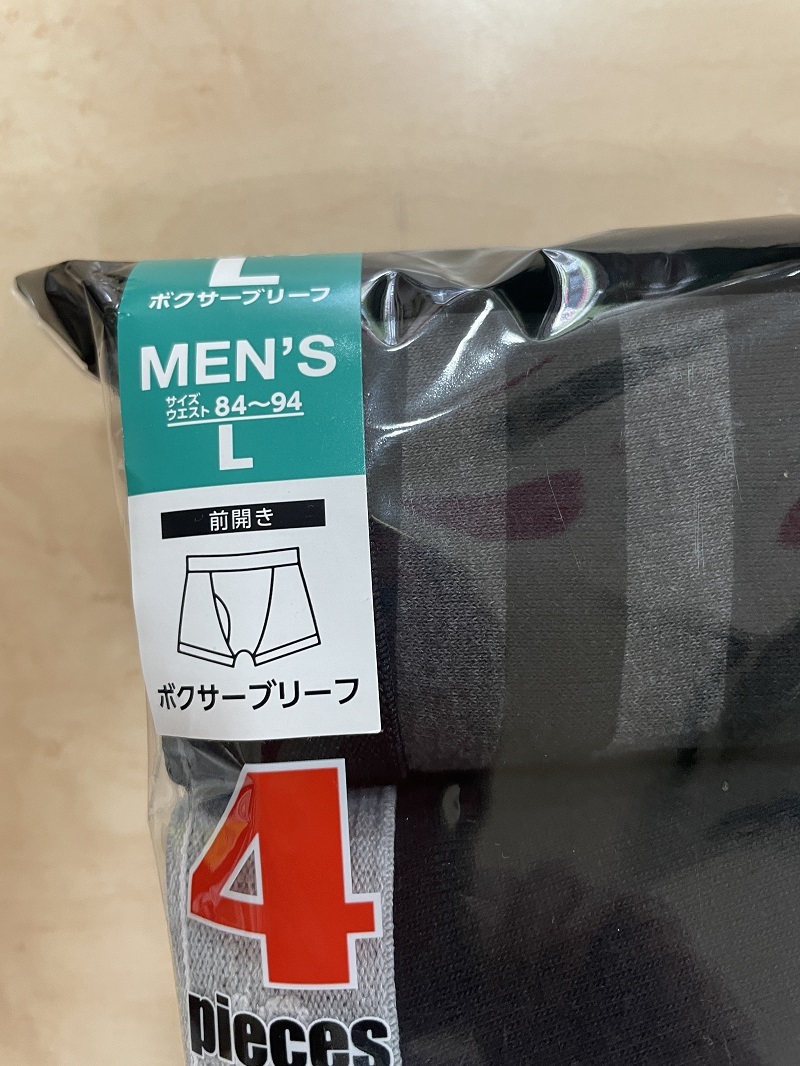 L
ボクサーブリーフ
MEN'S
サイズ
ウエスト 84〜94
L
前開き
ボクサーブリーフ
4
pieces